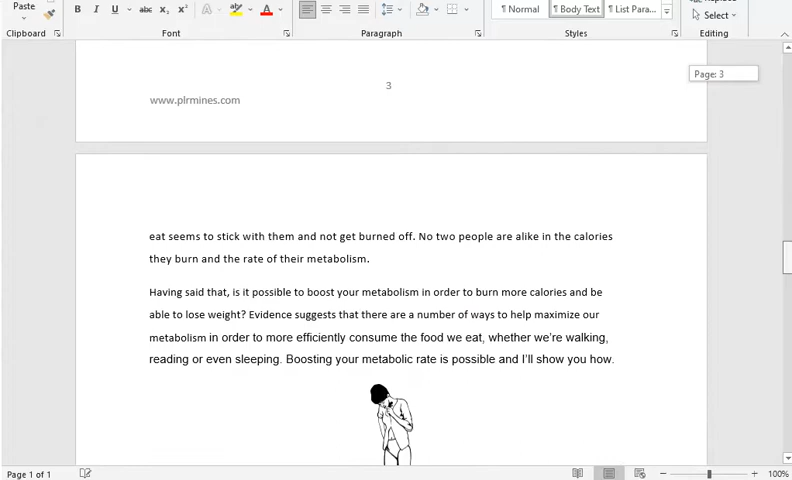 Paste
B I U abc x₂ x² A ab A
¶ Normal ¶ Body Text ¶ List Para...
Select
Clipboard Font Paragraph Styles Editing
Page: 3
3
www.plrmines.com
eat seems to stick with them and not get burned off. No two people are alike in the calories
they burn and the rate of their metabolism.
Having said that, is it possible to boost your metabolism in order to burn more calories and be
able to lose weight? Evidence suggests that there are a number of ways to help maximize our
metabolism in order to more efficiently consume the food we eat, whether we’re walking,
reading or even sleeping. Boosting your metabolic rate is possible and I’ll show you how.
Page 1 of 1
100%